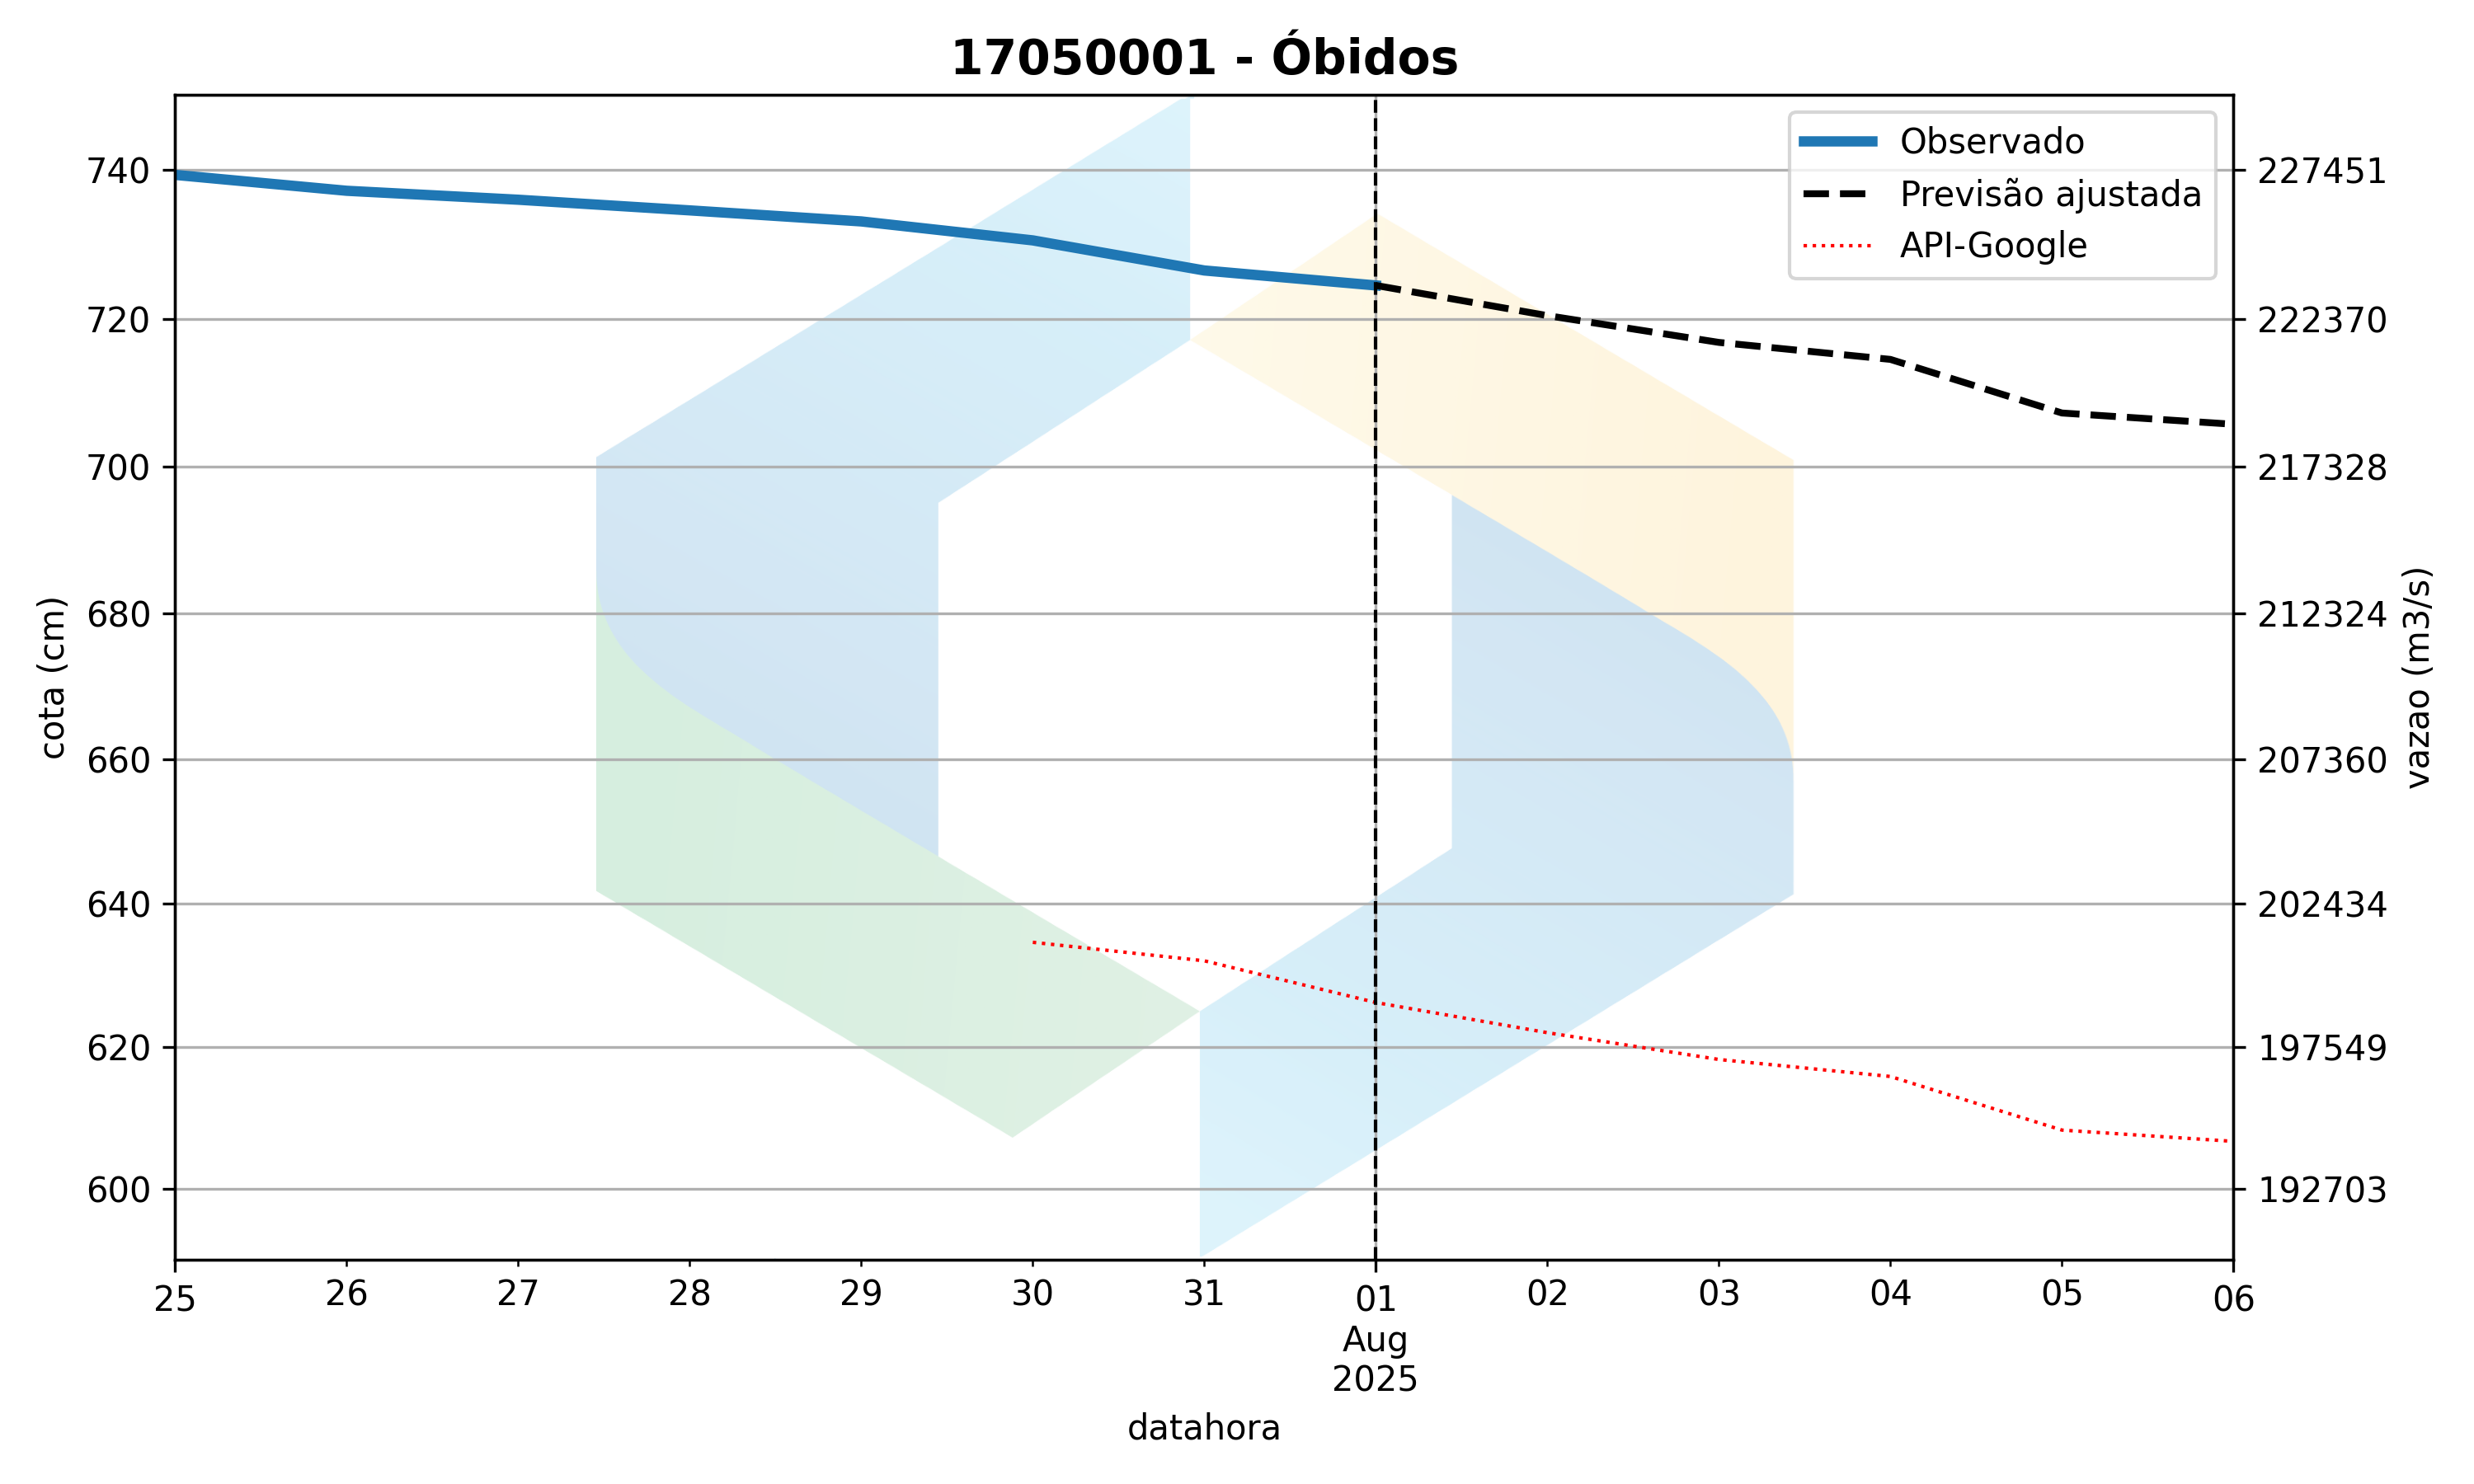 17050001 - Óbidos
Observado
Previsão ajustada
API-Google
740
720
700
680
660
640
620
600
cota (cm)
227451
222370
217328
212324
207360
202434
197549
192703
vazao (m3/s)
25 26 27 28 29 30 31 01 02 03 04 05 06
Aug
2025
datahora